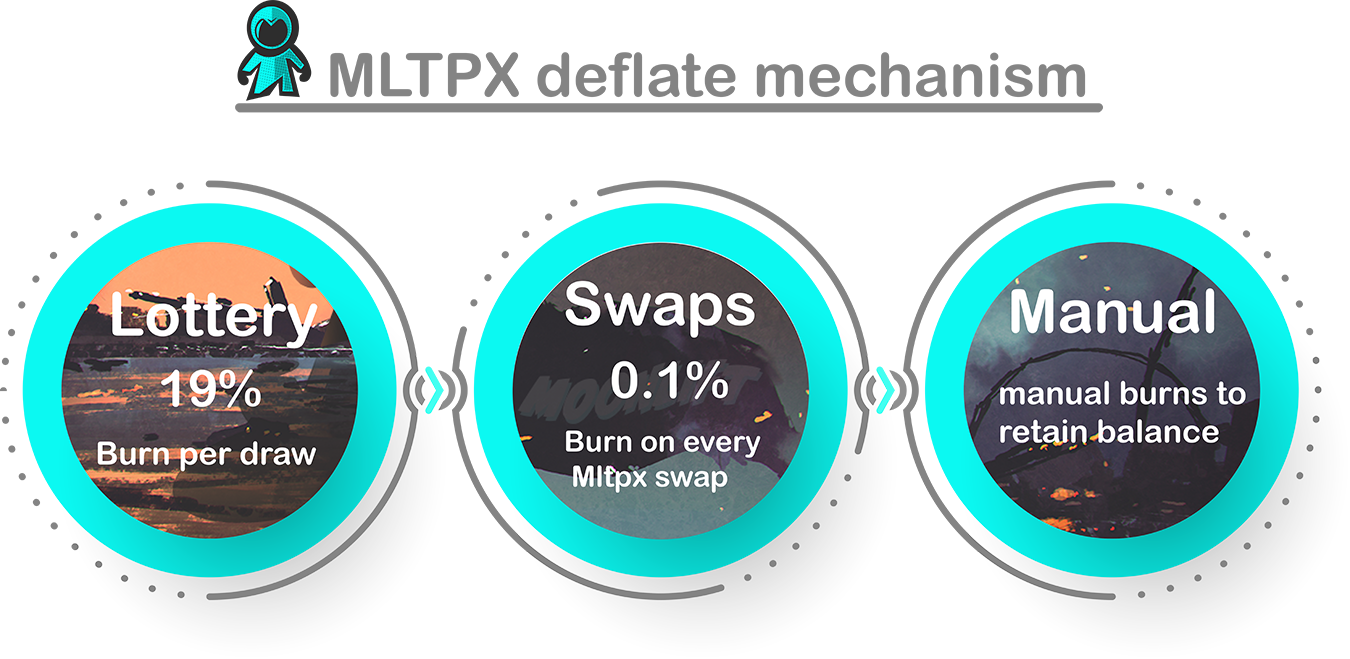 MLTPX deflate mechanism
Lottery
19%
Burn per draw
Swaps
0.1%
Burn on every
Mltpx swap
Manual
manual burns to
retain balance